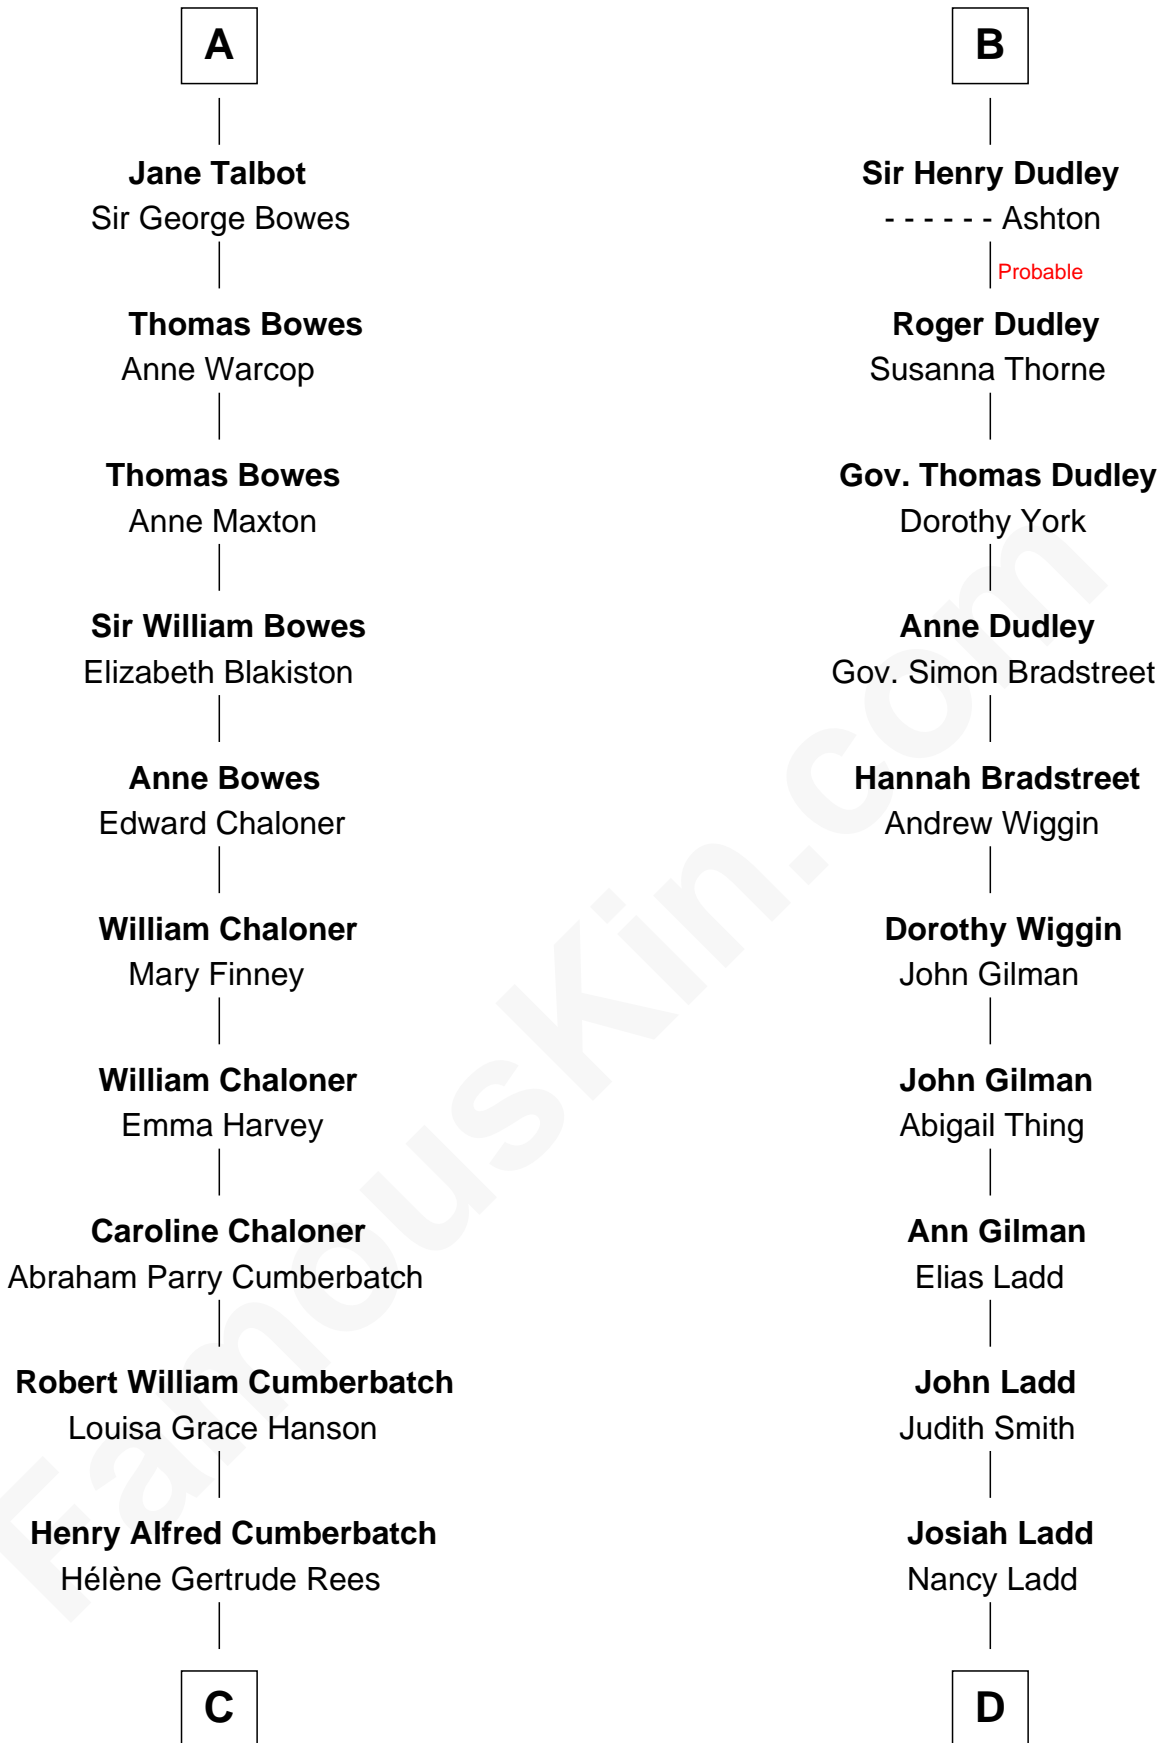 A
Jane Talbot
Sir George Bowes
Thomas Bowes
Anne Warcop
Thomas Bowes
Anne Maxton
Sir William Bowes
Elizabeth Blakiston
Anne Bowes
Edward Chaloner
William Chaloner
Mary Finney
William Chaloner
Emma Harvey
Caroline Chaloner
Abraham Parry Cumberbatch
Robert William Cumberbatch
Louisa Grace Hanson
Henry Alfred Cumberbatch
Hélène Gertrude Rees
C
B
Sir Henry Dudley
- - - - - - Ashton
Probable
Roger Dudley
Susanna Thorne
Gov. Thomas Dudley
Dorothy York
Anne Dudley
Gov. Simon Bradstreet
Hannah Bradstreet
Andrew Wiggin
Dorothy Wiggin
John Gilman
John Gilman
Abigail Thing
Ann Gilman
Elias Ladd
John Ladd
Judith Smith
Josiah Ladd
Nancy Ladd
D
FamousKin.com